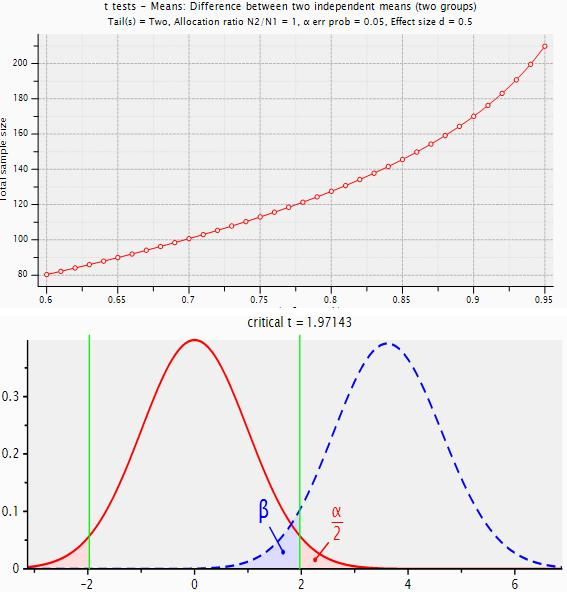 t tests - Means: Difference between two independent means (two groups)
Tail(s) = Two, Allocation ratio N2/N1 = 1, α err prob = 0.05, Effect size d = 0.5
Total sample size
200
180
160
140
120
100
80
0.6 0.65 0.7 0.75 0.8 0.85 0.9 0.95
critical t = 1.97143
0.3
0.2
0.1
0
β
α
2
-2 0 2 4 6